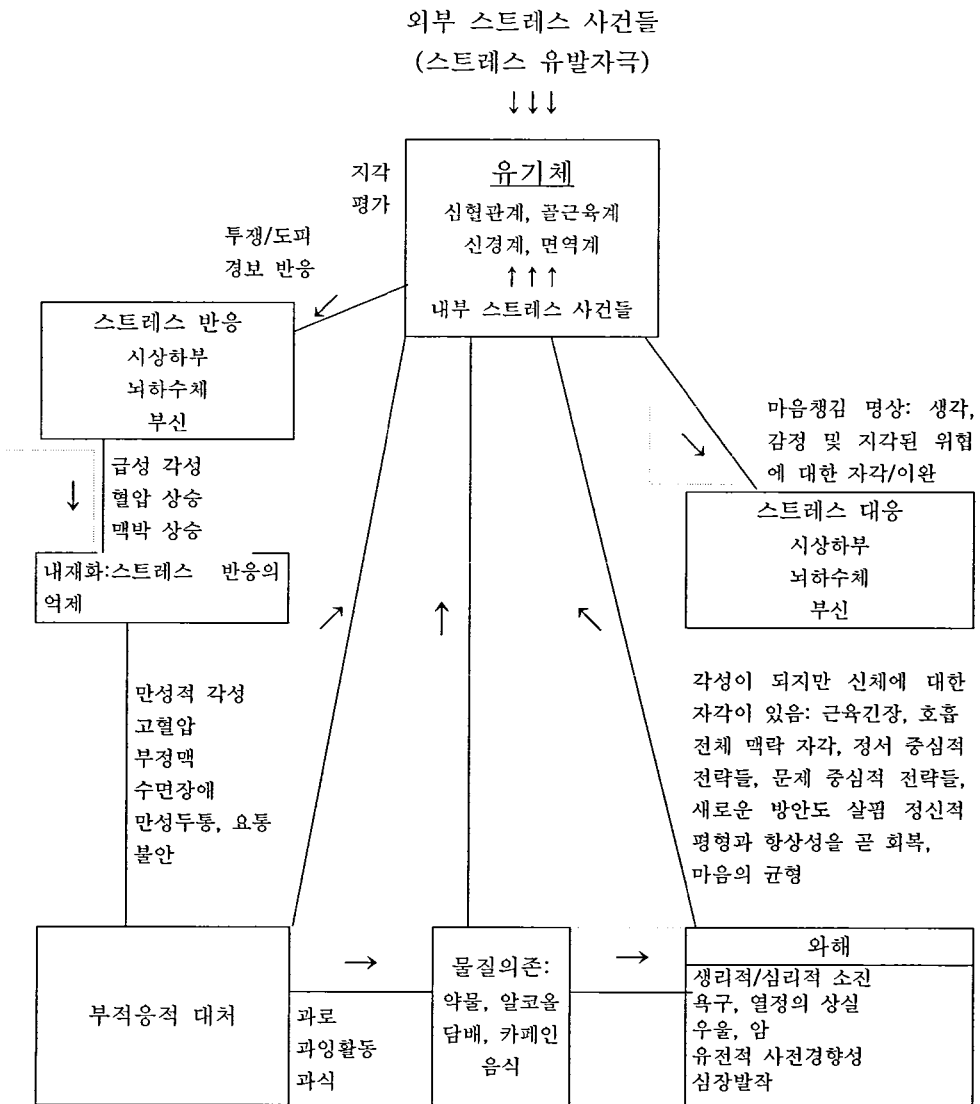 외부 스트레스 사건들
(스트레스 유발자극)
↓↓↓
지각
평가
유기체
심혈관계, 골근육계
신경계, 면역계
↑↑↑
내부 스트레스 사건들
투쟁/도피
경보 반응
↙
스트레스 반응
시상하부
뇌하수체
부신
↓
급성 각성
혈압 상승
맥박 상승
내재화:스트레스 반응의
억제
만성적 각성
고혈압
부정맥
수면장애
만성두통, 요통
불안
부적응적 대처
→
과로
과잉활동
과식
물질의존:
약물, 알코올
담배, 카페인
음식
→
와해
생리적/심리적 소진
욕구, 열정의 상실
우울, 암
유전적 사전경향성
심장발작
↗
↑
↖
↘
마음챙김 명상: 생각,
감정 및 지각된 위협
에 대한 자각/이완
스트레스 대응
시상하부
뇌하수체
부신
각성이 되지만 신체에 대한
자각이 있음: 근육긴장, 호흡
전체 맥락 자각, 정서 중심적
전략들, 문제 중심적 전략들,
새로운 방안도 살핌 정신적
평형과 항상성을 곧 회복,
마음의 균형